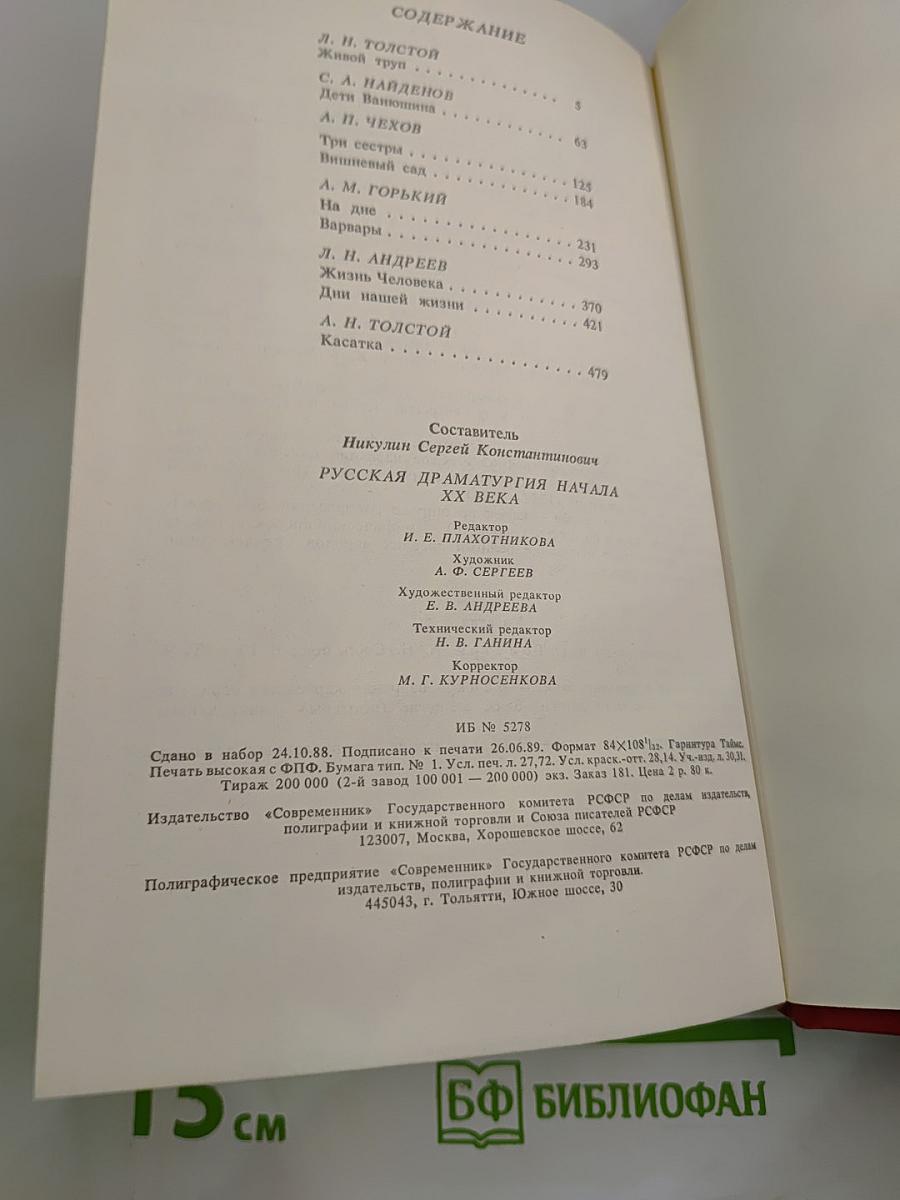 СОДЕРЖАНИЕ
Л. Н. ТОЛСТОЙ
Живой труп . . . . . . . . . . . . . . 5
С. А. НАЙДЕНОВ
Дети Ванюшина . . . . . . . . . . . . 63
А. П. ЧЕХОВ
Три сестры . . . . . . . . . . . . . . . 125
Вишневый сад . . . . . . . . . . . . . 184
А. М. ГОРЬКИЙ
На дне . . . . . . . . . . . . . . . . . 231
Варвары . . . . . . . . . . . . . . . . . 293
Л. Н. АНДРЕЕВ
Жизнь Человека . . . . . . . . . . . . 370
Дни нашей жизни . . . . . . . . . . 421
А. Н. ТОЛСТОЙ
Касатка . . . . . . . . . . . . . . . . . 479
Составитель
Никулин Сергей Константинович
РУССКАЯ ДРАМАТУРГИЯ НАЧАЛА
XX ВЕКА
Редактор
И. Е. ПЛАХОТНИКОВА
Художник
А. Ф. СЕРГЕЕВ
Художественный редактор
Е. В. АНДРЕЕВА
Технический редактор
Н. В. ГАНИНА
Корректор
М. Г. КУРНОСЕНКОВА
ИБ № 5278
Сдано в набор 24.10.88. Подписано к печати 26.06.89. Формат 84×108¹/₃₂. Гарнитура Таймс.
Печать высокая с ФПФ. Бумага тип. № 1. Усл. печ. л. 27,72. Усл. краск.-отт. 28,14. Уч.-изд. л. 30,31.
Тираж 200 000 (2-й завод 100 001 — 200 000) экз. Заказ 181. Цена 2 р. 80 к.
Издательство «Современник» Государственного комитета РСФСР по делам издательств,
полиграфии и книжной торговли и Союза писателей РСФСР
123007, Москва, Хорошевское шоссе, 62
Полиграфическое предприятие «Современник» Государственного комитета РСФСР по делам
издательств, полиграфии и книжной торговли.
445043, г. Тольятти, Южное шоссе, 30
15 см
БФ БИБЛИОФАН